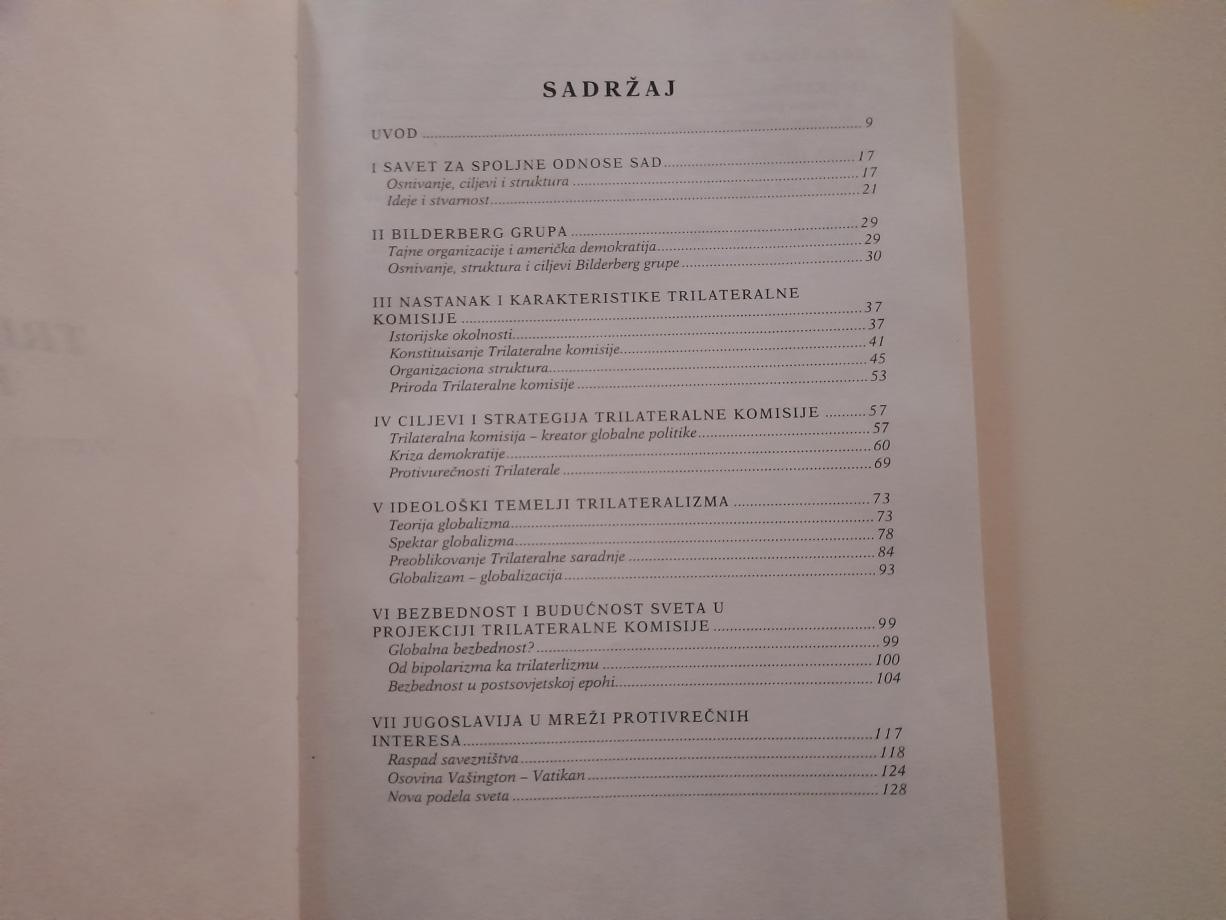 SADRŽAJ
UVOD 9
I SAVET ZA SPOLJNE ODNOSE SAD 17
Osnivanje, ciljevi i struktura 17
Ideje i stvarnost 21
II BILDERBERG GRUPA 29
Tajne organizacije i američka demokratija 29
Osnivanje, struktura i ciljevi Bilderberg grupe 30
III NASTANAK I KARAKTERISTIKE TRILATERALNE
KOMISIJE 37
Istorijske okolnosti 37
Konstituisanje Trilateralne komisije 41
Organizaciona struktura 45
Priroda Trilateralne komisije 53
IV CILJEVI I STRATEGIJA TRILATERALNE KOMISIJE 57
Trilateralna komisija – kreator globalne politike 57
Kriza demokratije 60
Protivurečnosti Trilaterale 69
V IDEOLOŠKI TEMELJI TRILATERALIZMA 73
Teorija globalizma 73
Spektar globalizma 78
Preoblikovanje Trilateralne saradnje 84
Globalizam – globalizacija 93
VI BEZBEDNOST I BUDUĆNOST SVETA U
PROJEKCIJI TRILATERALNE KOMISIJE 99
Globalna bezbednost? 99
Od bipolarizma ka trilaterlizmu 100
Bezbednost u postsovjetskoj epohi 104
VII JUGOSLAVIJA U MREŽI PROTIVREČNIH
INTERESA 117
Raspad savezništva 118
Osovina Vašington – Vatikan 124
Nova podela sveta 128